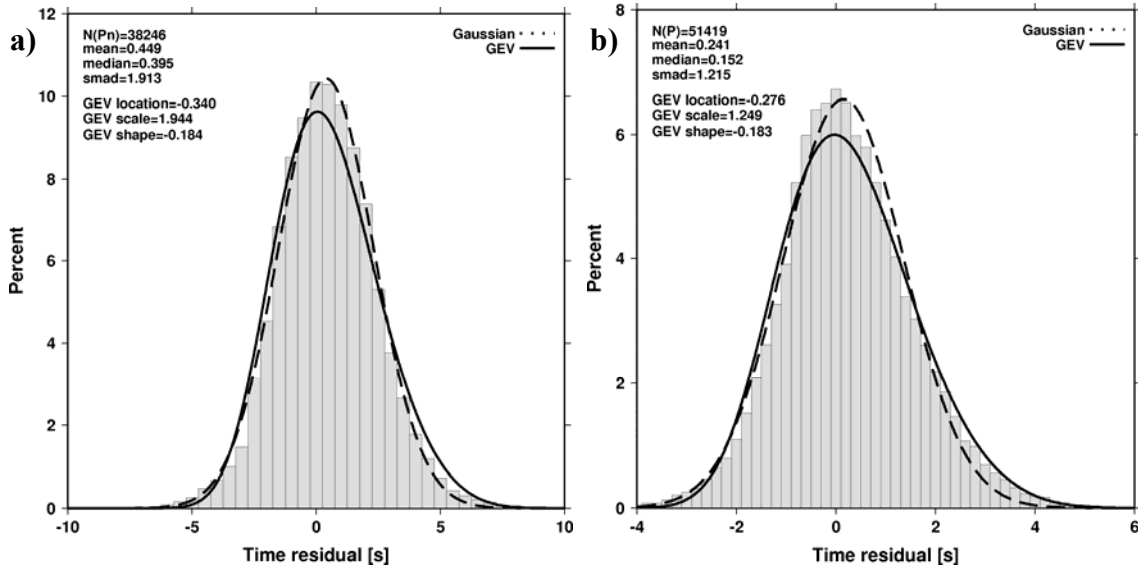 a)
N(Pn)=38246
mean=0.449
median=0.395
smad=1.913
GEV location=-0.340
GEV scale=1.944
GEV shape=-0.184
Gaussian
GEV
12
10
8
6
4
2
0
Percent
-10
-5
0
5
10
Time residual [s]
b)
N(P)=51419
mean=0.241
median=0.152
smad=1.215
GEV location=-0.276
GEV scale=1.249
GEV shape=-0.183
Gaussian
GEV
8
6
4
2
0
Percent
-4
-2
0
2
4
6
Time residual [s]